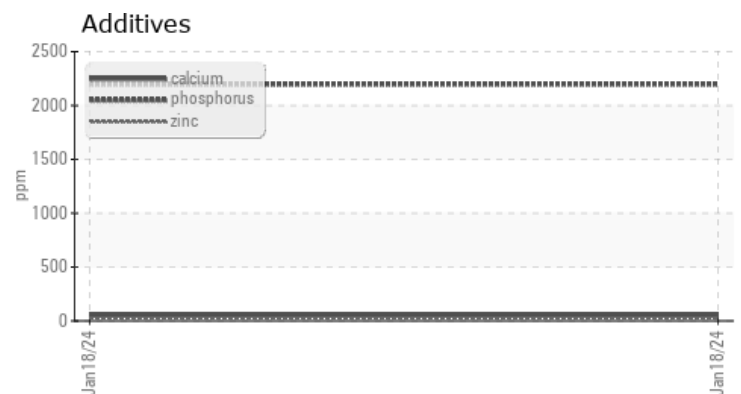 Additives
2500
2000
1500
1000
500
0
ppm
calcium
phosphorus
zinc
Jan18/24
Jan18/24